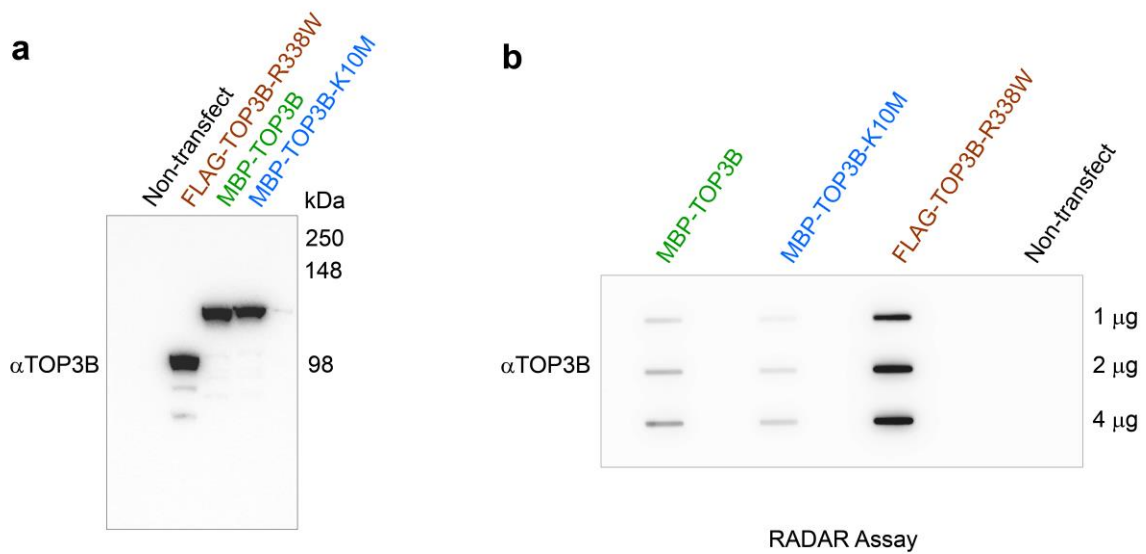 a
Non-transfect
FLAG-TOP3B-R338W
MBP-TOP3B
MBP-TOP3B-K10M
kDa
250
148
αTOP3B
98
b
MBP-TOP3B
MBP-TOP3B-K10M
FLAG-TOP3B-R338W
Non-transfect
1 μg
αTOP3B
2 μg
4 μg
RADAR Assay